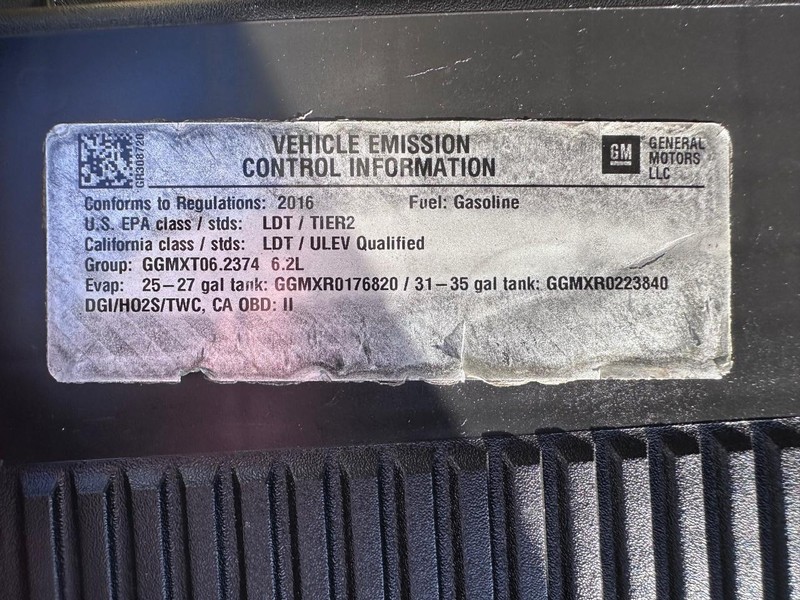 VEHICLE EMISSION
CONTROL INFORMATION
GM
GENERAL
MOTORS
LLC
GR308720
Conforms to Regulations: 2016 Fuel: Gasoline
U.S. EPA class / stds: LDT / TIER2
California class / stds: LDT / ULEV Qualified
Group: GGMXT06.2374 6.2L
Evap: 25–27 gal tank: GGMXR0176820 / 31–35 gal tank: GGMXR0223840
DGI/HO2S/TWC, CA OBD: II